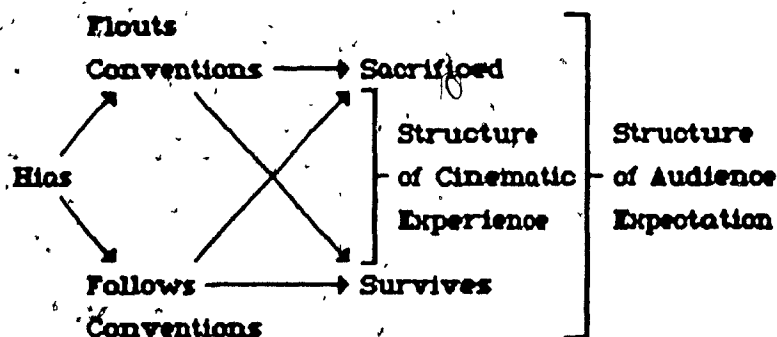 Flouts
Conventions
Sacrificed
Structure
of Cinematic
Experience
Structure
of Audience
Expectation
Hias
Follows
Conventions
Survives